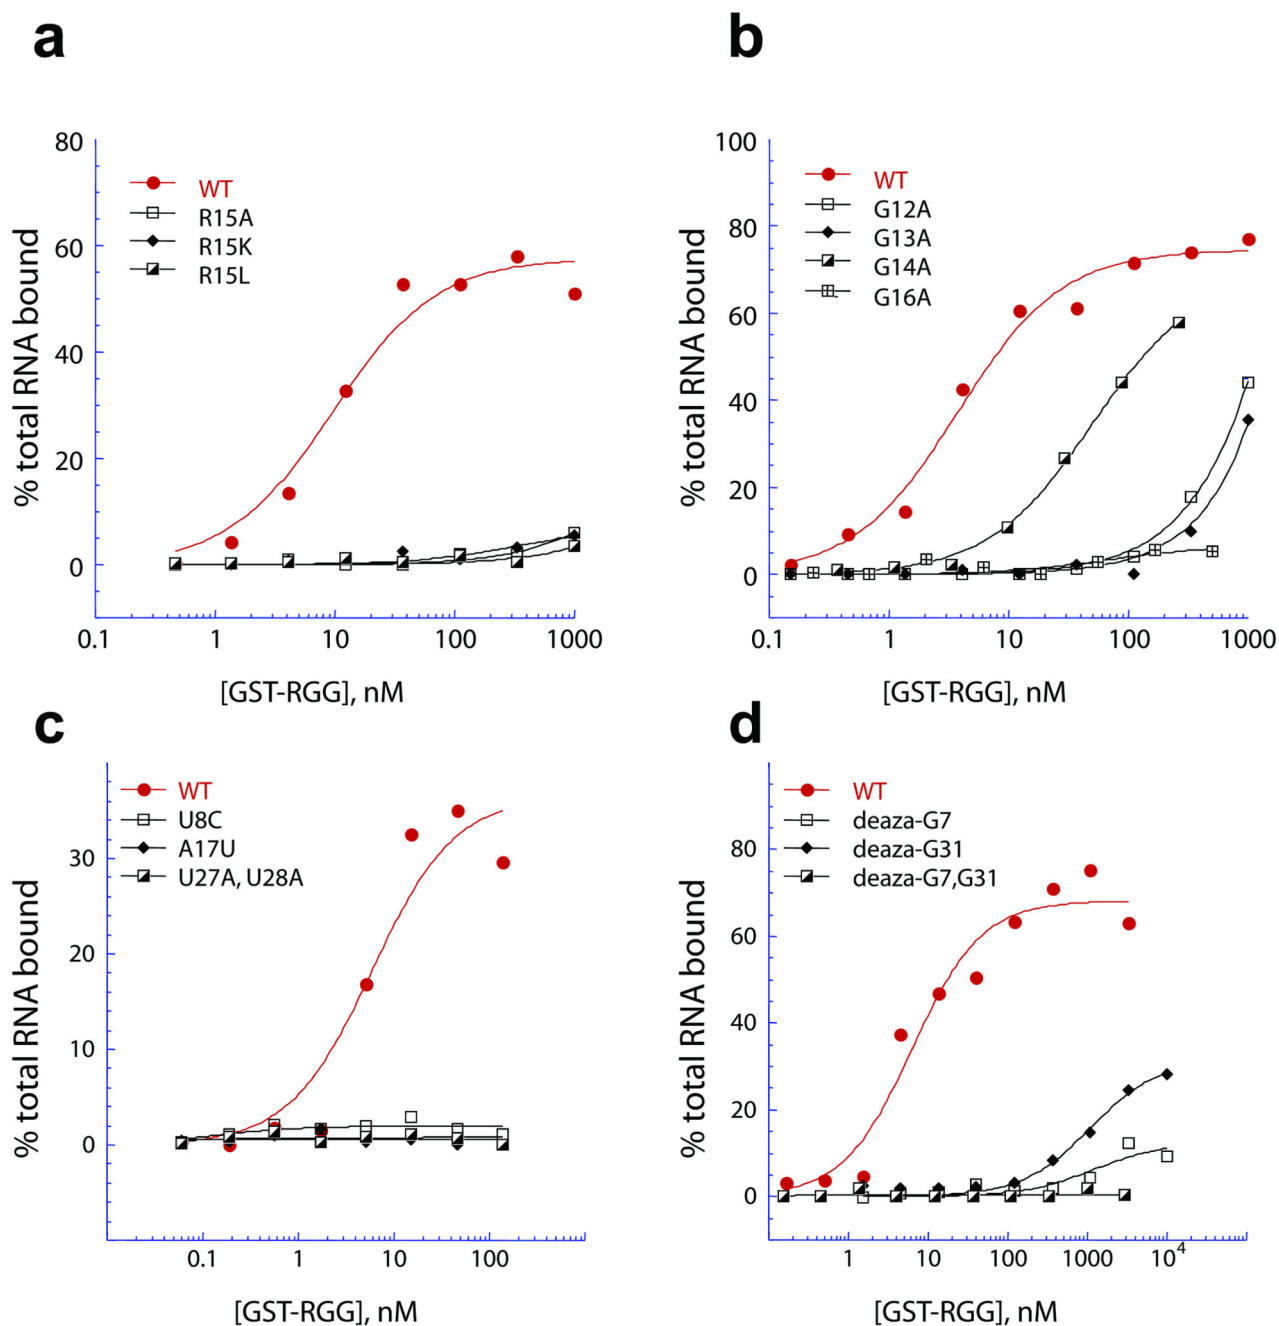 a
80
60
40
20
0
% total RNA bound
WT
R15A
R15K
R15L
0.1 1 10 100 1000
[GST-RGG], nM
b
100
80
60
40
20
0
% total RNA bound
WT
G12A
G13A
G14A
G16A
0.1 1 10 100 1000
[GST-RGG], nM
c
30
20
10
0
% total RNA bound
WT
U8C
A17U
U27A, U28A
0.1 1 10 100
[GST-RGG], nM
d
80
60
40
20
0
% total RNA bound
WT
deaza-G7
deaza-G31
deaza-G7,G31
1 10 100 1000 10⁴
[GST-RGG], nM